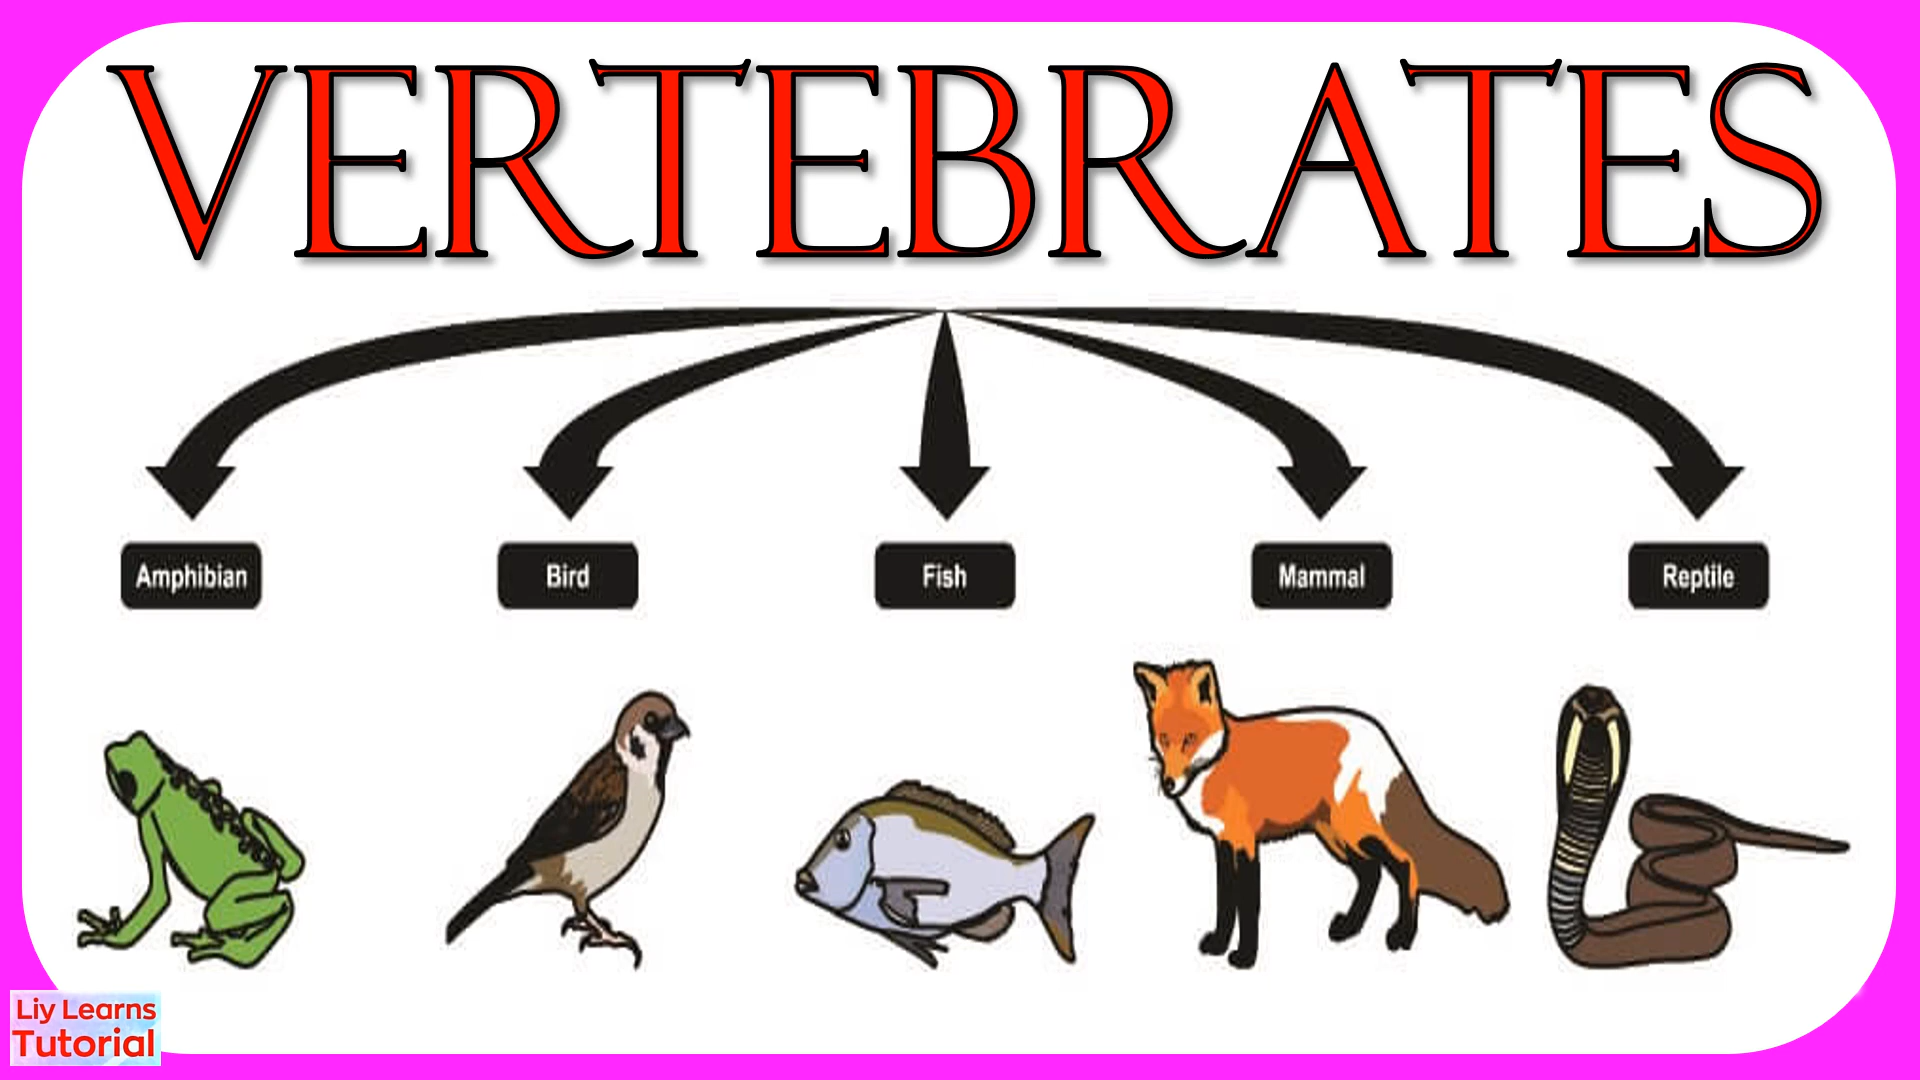 VERTEBRATES
Amphibian
Bird
Fish
Mammal
Reptile
Liy Learns
Tutorial